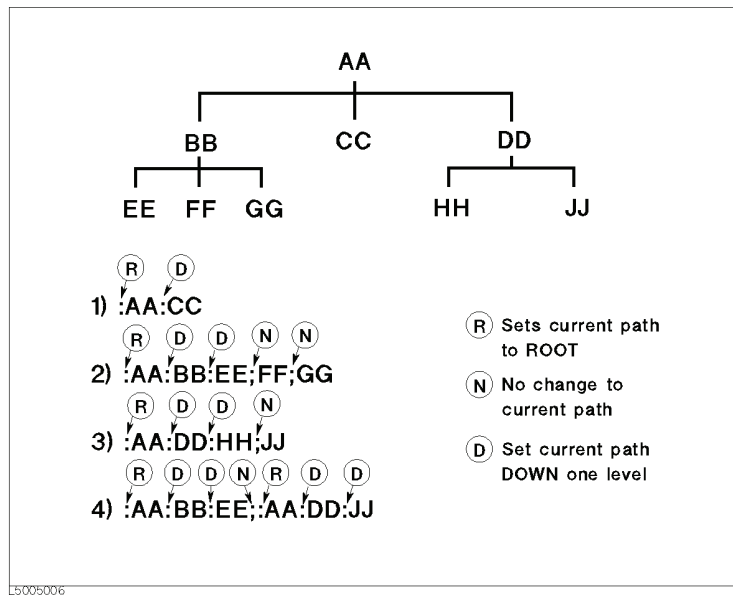 AA
BB CC DD
EE FF GG HH JJ
R D
1) :AA:CC
R D D N N
2) :AA:BB:EE;FF;GG
R D D N
3) :AA:DD:HH;JJ
R D D N R D D
4) :AA:BB:EE;:AA:DD:JJ
R Sets current path
to ROOT
N No change to
current path
D Set current path
DOWN one level
L5005006